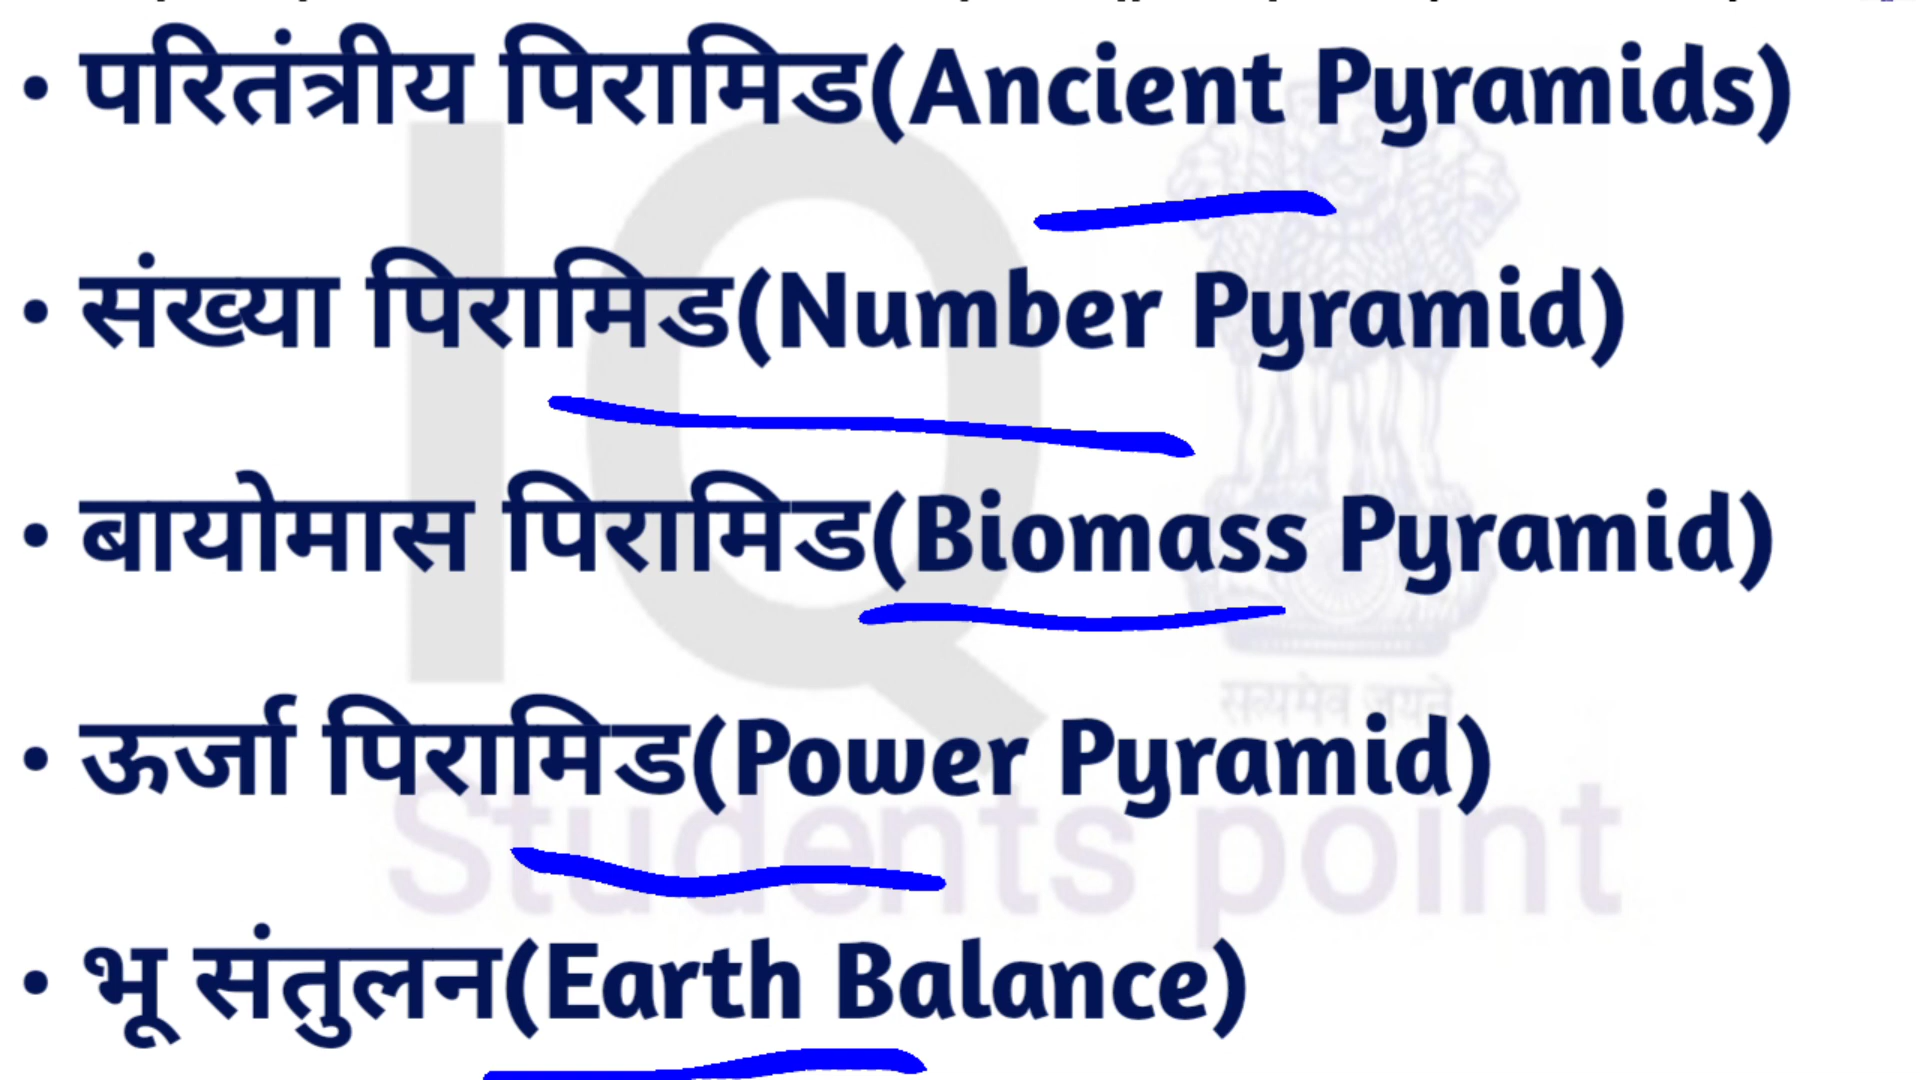 • परितंत्रीय पिरामिड(Ancient Pyramids)
• संख्या पिरामिड(Number Pyramid)
• बायोमास पिरामिड(Biomass Pyramid)
• ऊर्जा पिरामिड(Power Pyramid)
• भू संतुलन(Earth Balance)
IQ
सत्यमेव जयते
Students point